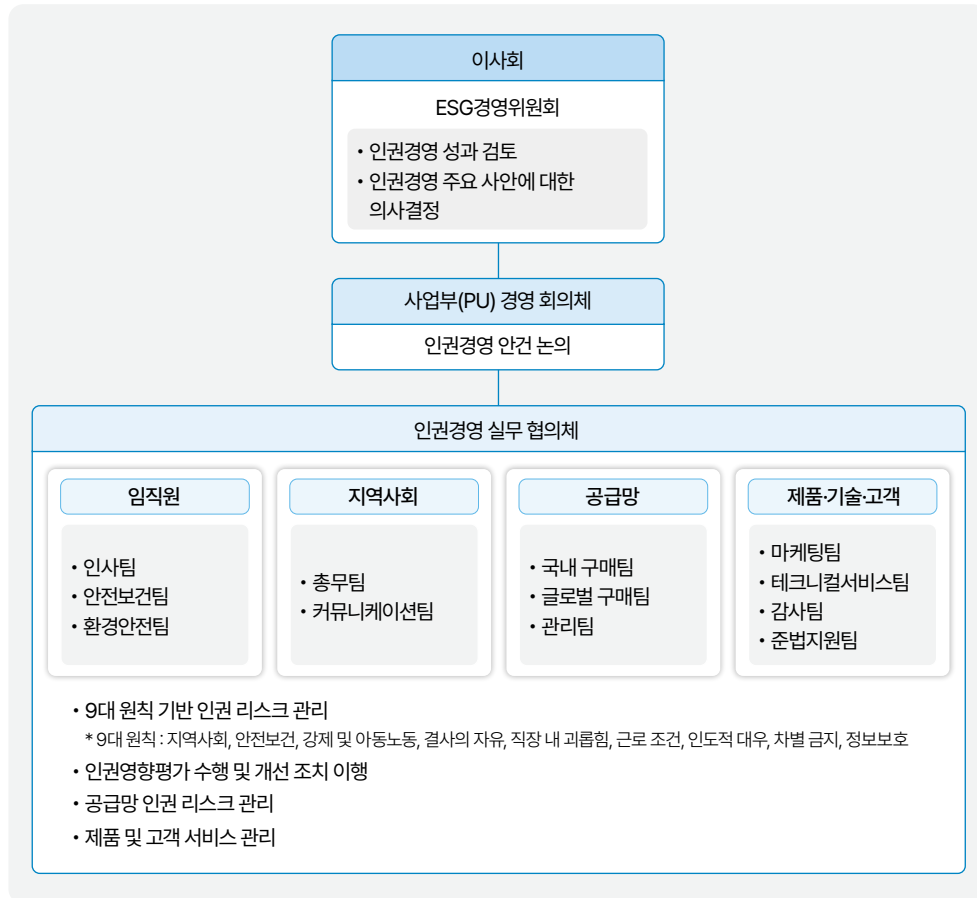 이사회
ESG경영위원회
• 인권경영 성과 검토
• 인권경영 주요 사안에 대한
의사결정
사업부(PU) 경영 회의체
인권경영 안건 논의
인권경영 실무 협의체
임직원
• 인사팀
• 안전보건팀
• 환경안전팀
지역사회
• 총무팀
• 커뮤니케이션팀
공급망
• 국내 구매팀
• 글로벌 구매팀
• 관리팀
제품·기술·고객
• 마케팅팀
• 테크니컬서비스팀
• 감사팀
• 준법지원팀
• 9대 원칙 기반 인권 리스크 관리
* 9대 원칙 : 지역사회, 안전보건, 강제 및 아동노동, 결사의 자유, 직장 내 괴롭힘, 근로 조건, 인도적 대우, 차별 금지, 정보보호
• 인권영향평가 수행 및 개선 조치 이행
• 공급망 인권 리스크 관리
• 제품 및 고객 서비스 관리